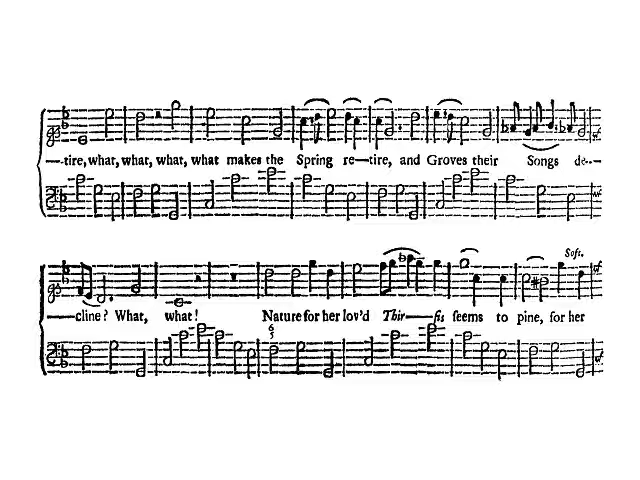 —tire, what, what, what, what makes the Spring re—tire, and Groves their Songs de-
Soft.
—cline? What, what! Nature for her lov'd Thir—sis seems to pine, for her
6
5